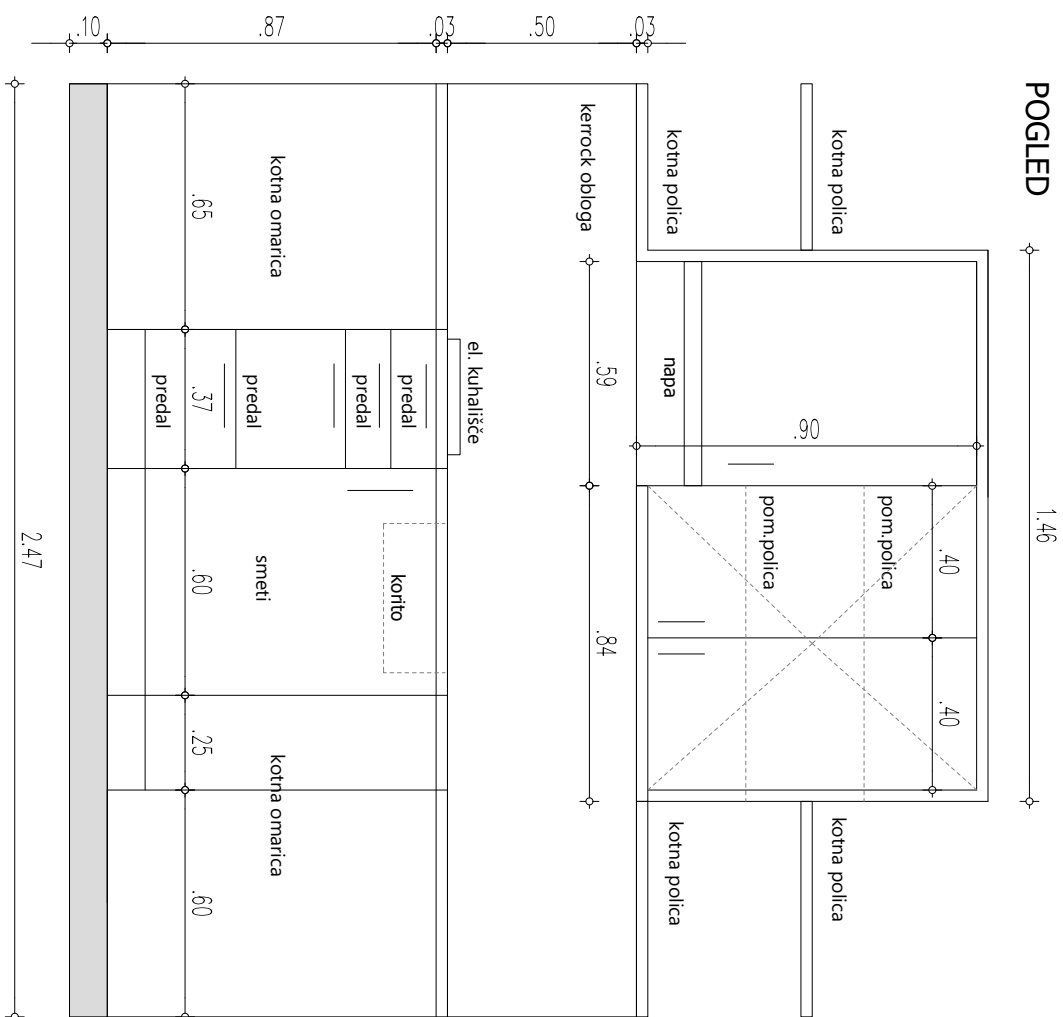 POGLED
1.46
kotna polica
kotna polica
.40
.40
pom.polica
pom.polica
.90
napa
kotna polica
kotna polica
.03
.59
.84
kerrock obloga
.50
el. kuhališče
.03
korito
predal
predal
predal
predal
kotna omarica
smeti
kotna omarica
.87
.65
.37
.60
.25
.60
.10
2.47